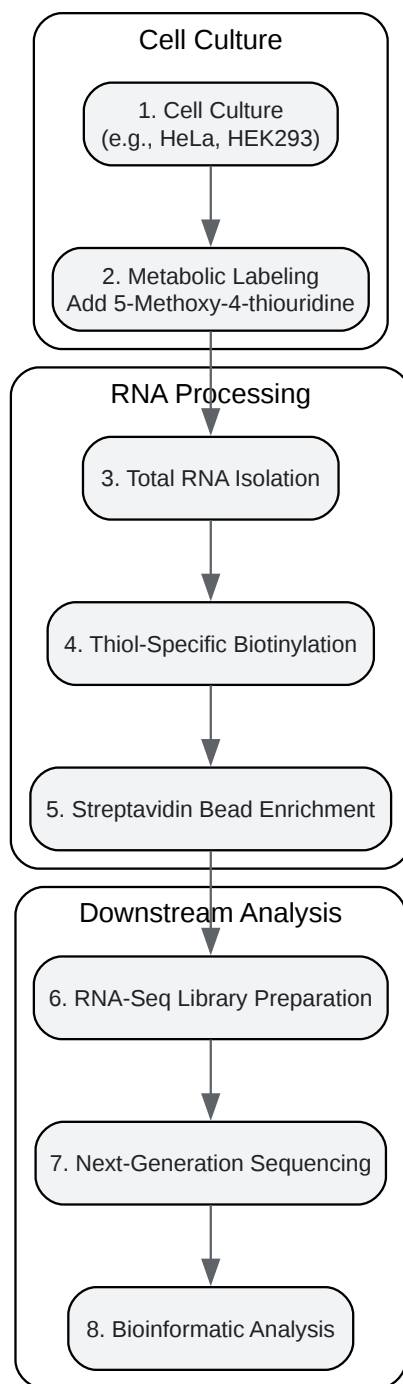 Cell Culture
1. Cell Culture
(e.g., HeLa, HEK293)
2. Metabolic Labeling
Add 5-Methoxy-4-thiouridine
RNA Processing
3. Total RNA Isolation
4. Thiol-Specific Biotinylation
5. Streptavidin Bead Enrichment
Downstream Analysis
6. RNA-Seq Library Preparation
7. Next-Generation Sequencing
8. Bioinformatic Analysis